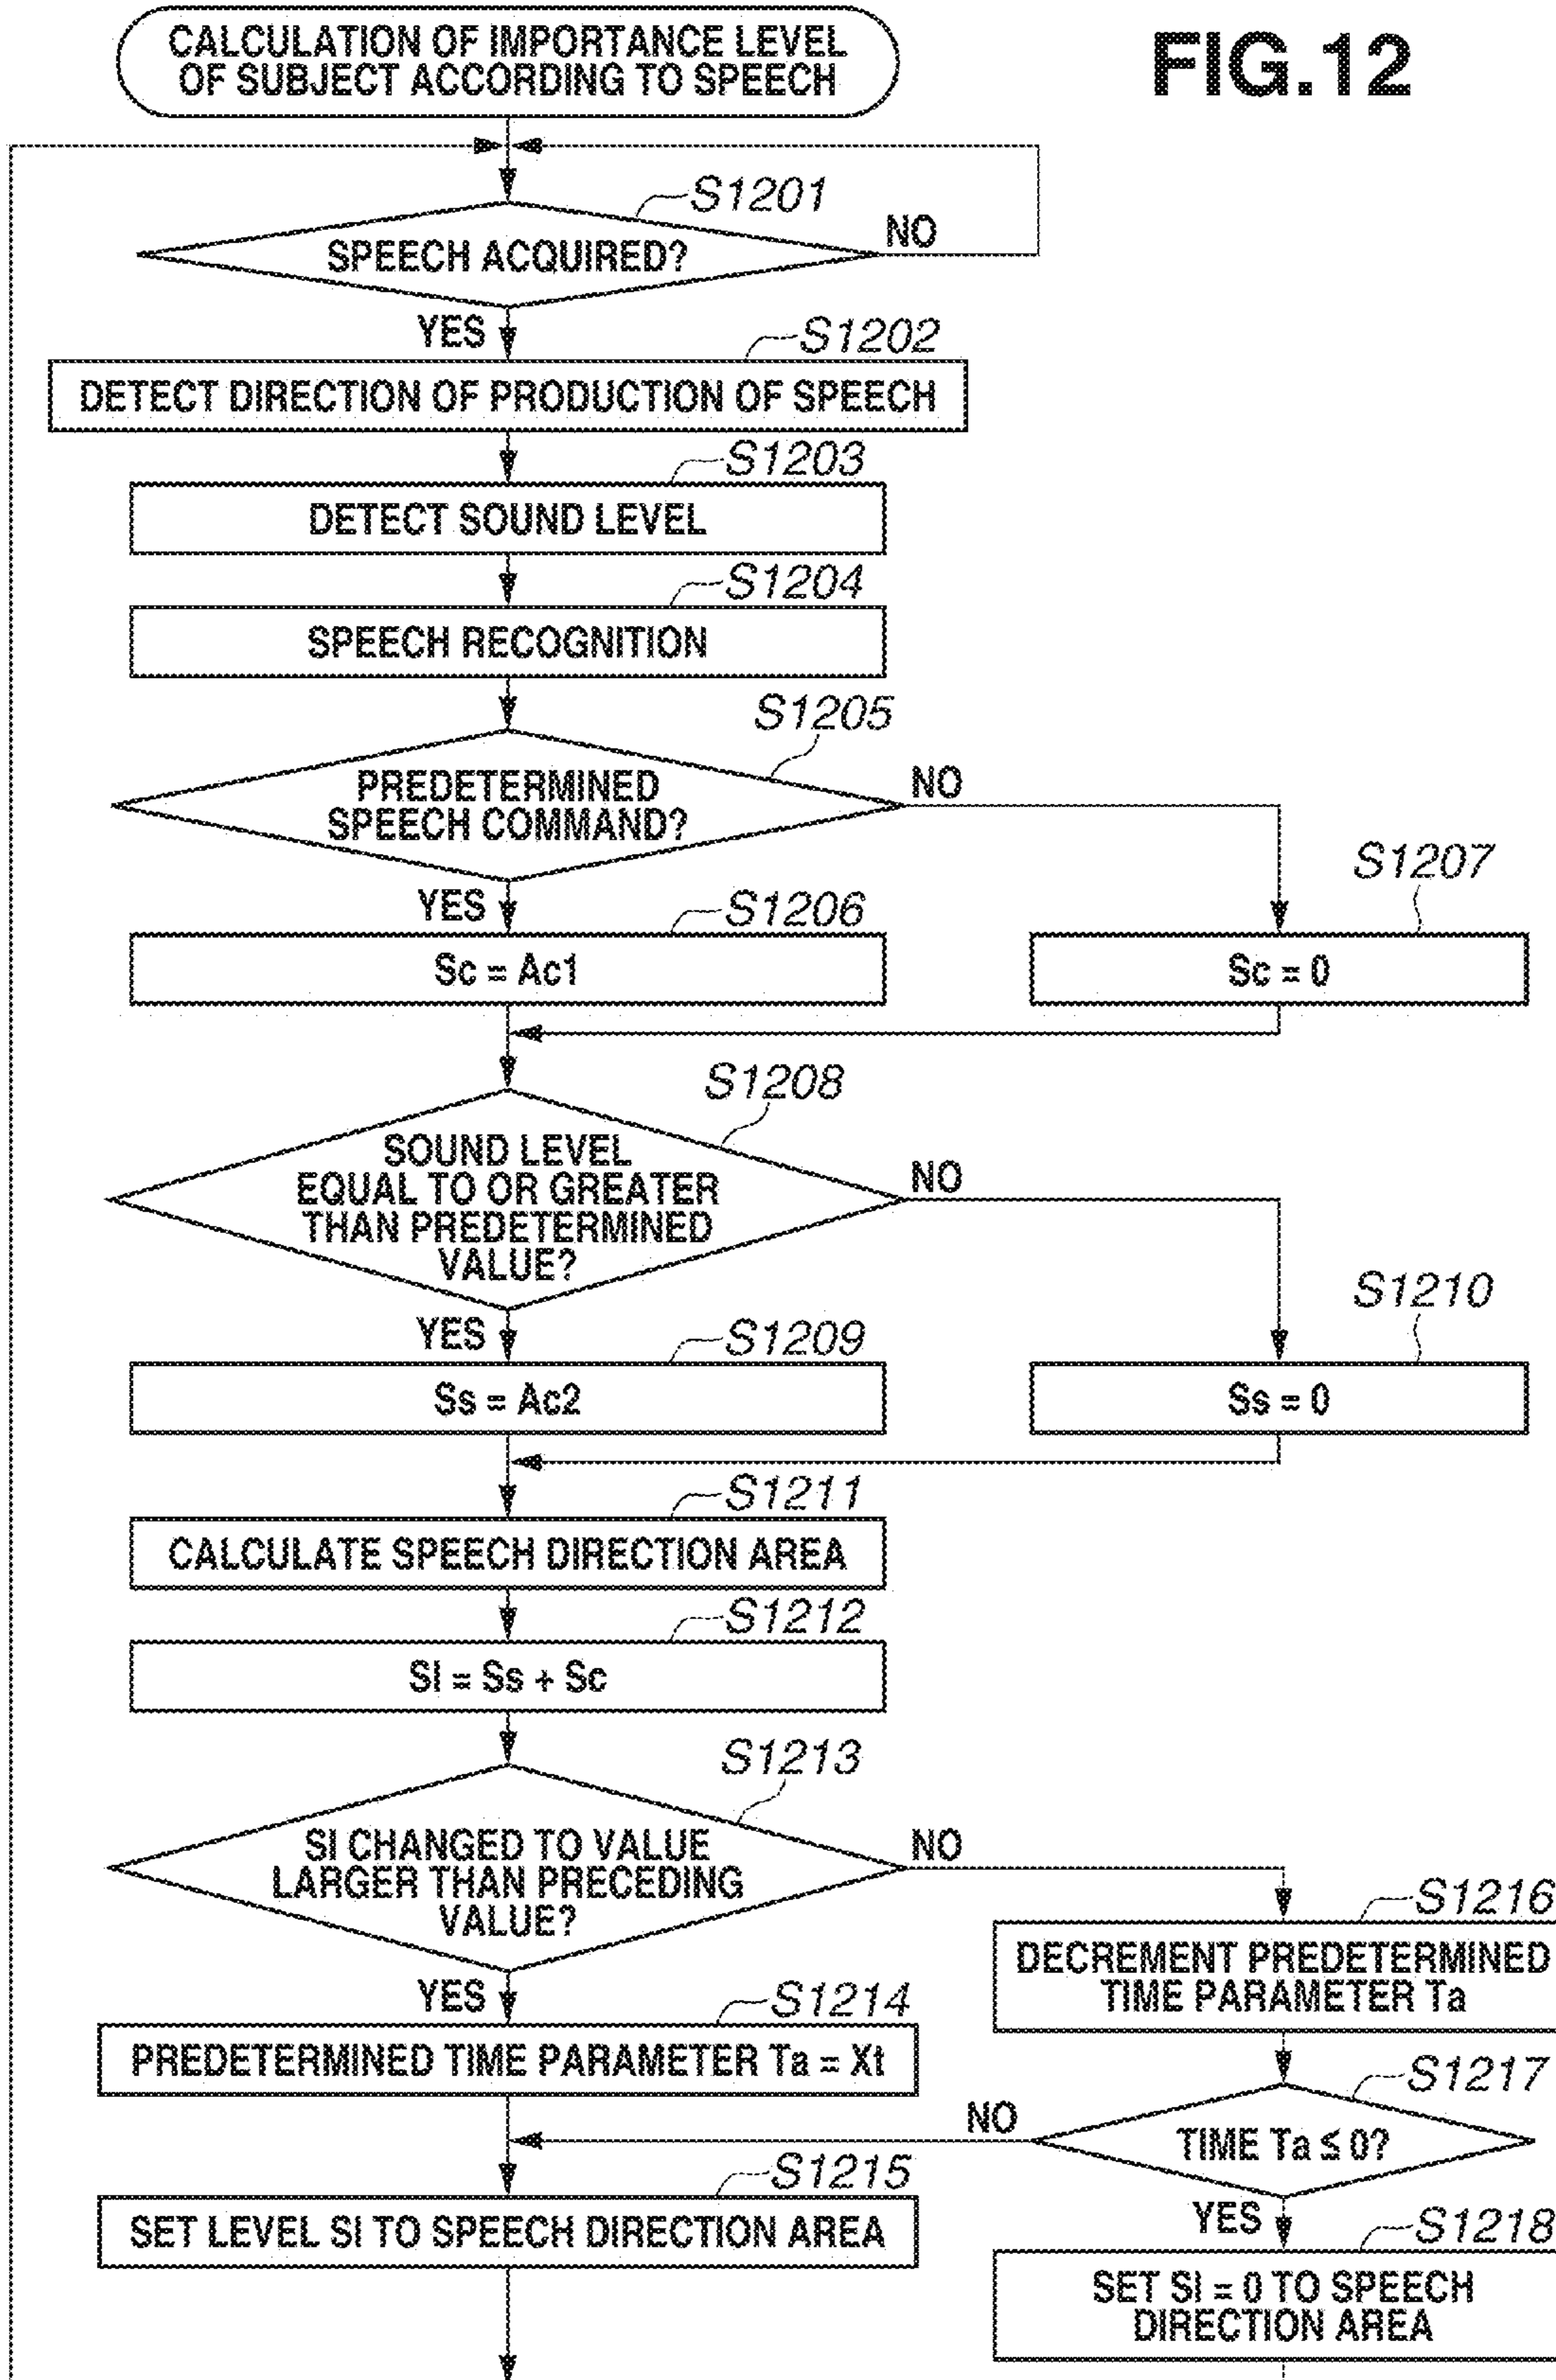 CALCULATION OF IMPORTANCE LEVEL
OF SUBJECT ACCORDING TO SPEECH
FIG.12
S1201
SPEECH ACQUIRED?
NO
YES
S1202
DETECT DIRECTION OF PRODUCTION OF SPEECH
S1203
DETECT SOUND LEVEL
S1204
SPEECH RECOGNITION
S1205
PREDETERMINED
SPEECH COMMAND?
NO
YES
S1206
Sc = Ac1
S1207
Sc = 0
S1208
SOUND LEVEL
EQUAL TO OR GREATER
THAN PREDETERMINED
VALUE?
NO
YES
S1209
Ss = Ac2
S1210
Ss = 0
S1211
CALCULATE SPEECH DIRECTION AREA
S1212
Sl = Ss + Sc
S1213
Sl CHANGED TO VALUE
LARGER THAN PRECEDING
VALUE?
NO
YES
S1214
PREDETERMINED TIME PARAMETER Ta = Xt
S1216
DECREMENT PREDETERMINED
TIME PARAMETER Ta
S1217
TIME Ta ≤ 0?
NO
YES
S1215
SET LEVEL Sl TO SPEECH DIRECTION AREA
S1218
SET Sl = 0 TO SPEECH
DIRECTION AREA